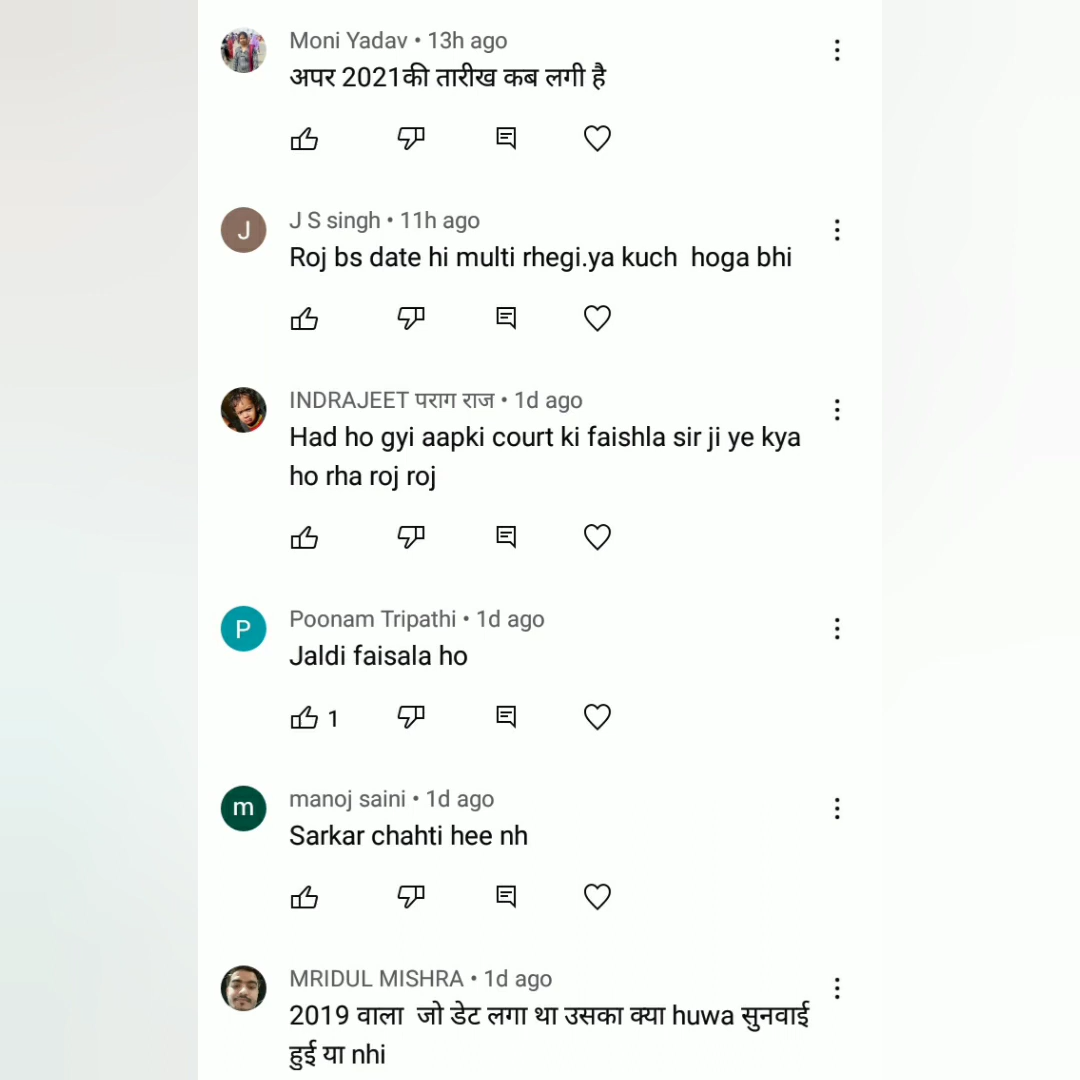 Moni Yadav • 13h ago
अपर 2021की तारीख कब लगी है
J
J S singh • 11h ago
Roj bs date hi multi rhegi.ya kuch hoga bhi
INDRAJEET पराग राज • 1d ago
Had ho gyi aapki court ki faishla sir ji ye kya
ho rha roj roj
P
Poonam Tripathi • 1d ago
Jaldi faisala ho
1
m
manoj saini • 1d ago
Sarkar chahti hee nh
MRIDUL MISHRA • 1d ago
2019 वाला जो डेट लगा था उसका क्या huwa सुनवाई
हुई या nhi